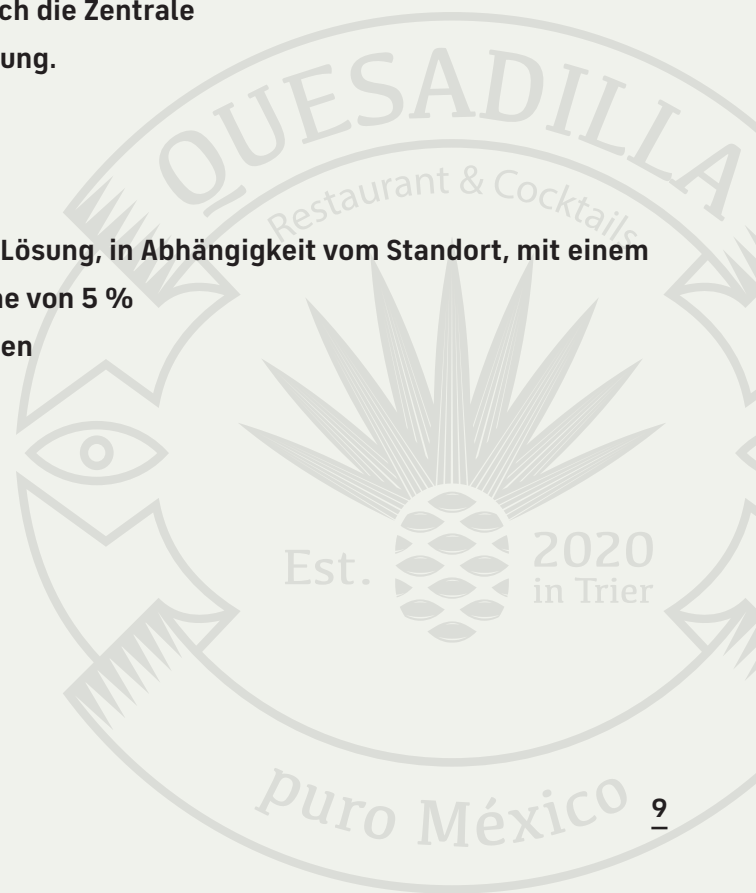 ch die Zentrale
ung.
QUESADILLA
Restaurant & Cocktails
Lösung, in Abhängigkeit vom Standort, mit einem
e von 5 %
en
Est.
2020
in Trier
puro México
9